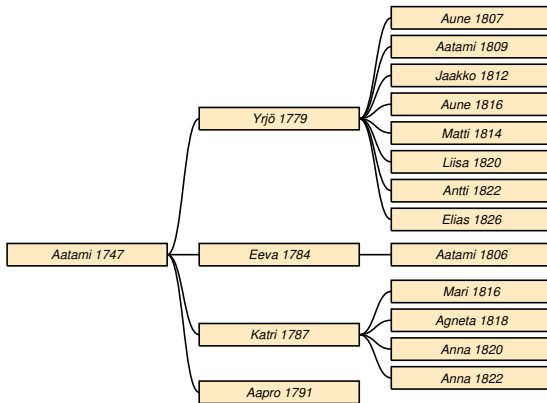 Aatami 1747
Yrjö 1779
Aune 1807
Aatami 1809
Jaakko 1812
Aune 1816
Matti 1814
Liisa 1820
Antti 1822
Elias 1826
Eeva 1784
Aatami 1806
Katri 1787
Mari 1816
Agneta 1818
Anna 1820
Anna 1822
Aapro 1791